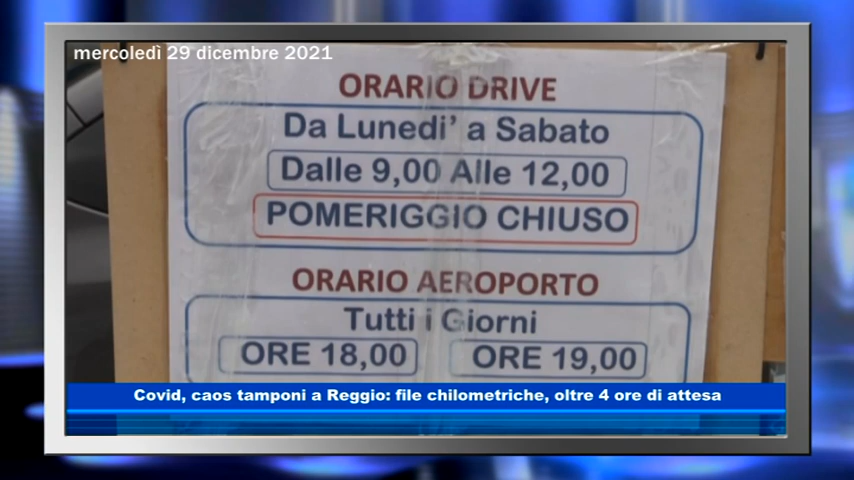 mercoledì 29 dicembre 2021
ORARIO DRIVE
Da Lunedi' a Sabato
Dalle 9,00 Alle 12,00
POMERIGGIO CHIUSO
ORARIO AEROPORTO
Tutti i Giorni
ORE 18,00 ORE 19,00
Covid, caos tamponi a Reggio: file chilometriche, oltre 4 ore di attesa